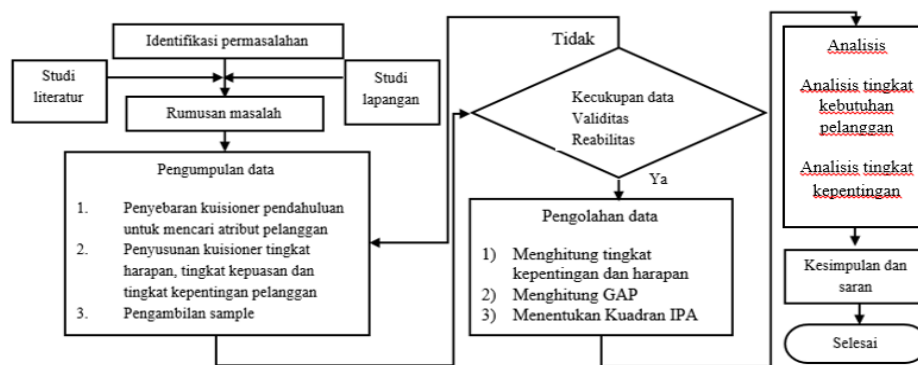 Identifikasi permasalahan
Studi
literatur
Studi
lapangan
Rumusan masalah
Pengumpulan data
1. Penyebaran kuisioner pendahuluan
untuk mencari atribut pelanggan
2. Penyusunan kuisioner tingkat
harapan, tingkat kepuasan dan
tingkat kepentingan pelanggan
3. Pengambilan sample
Tidak
Kecukupan data
Validitas
Reabilitas
Ya
Pengolahan data
1) Menghitung tingkat
kepentingan dan harapan
2) Menghitung GAP
3) Menentukan Kuadran IPA
Analisis
Analisis tingkat
kebutuhan
pelanggan
Analisis tingkat
kepentingan
Kesimpulan dan
saran
Selesai